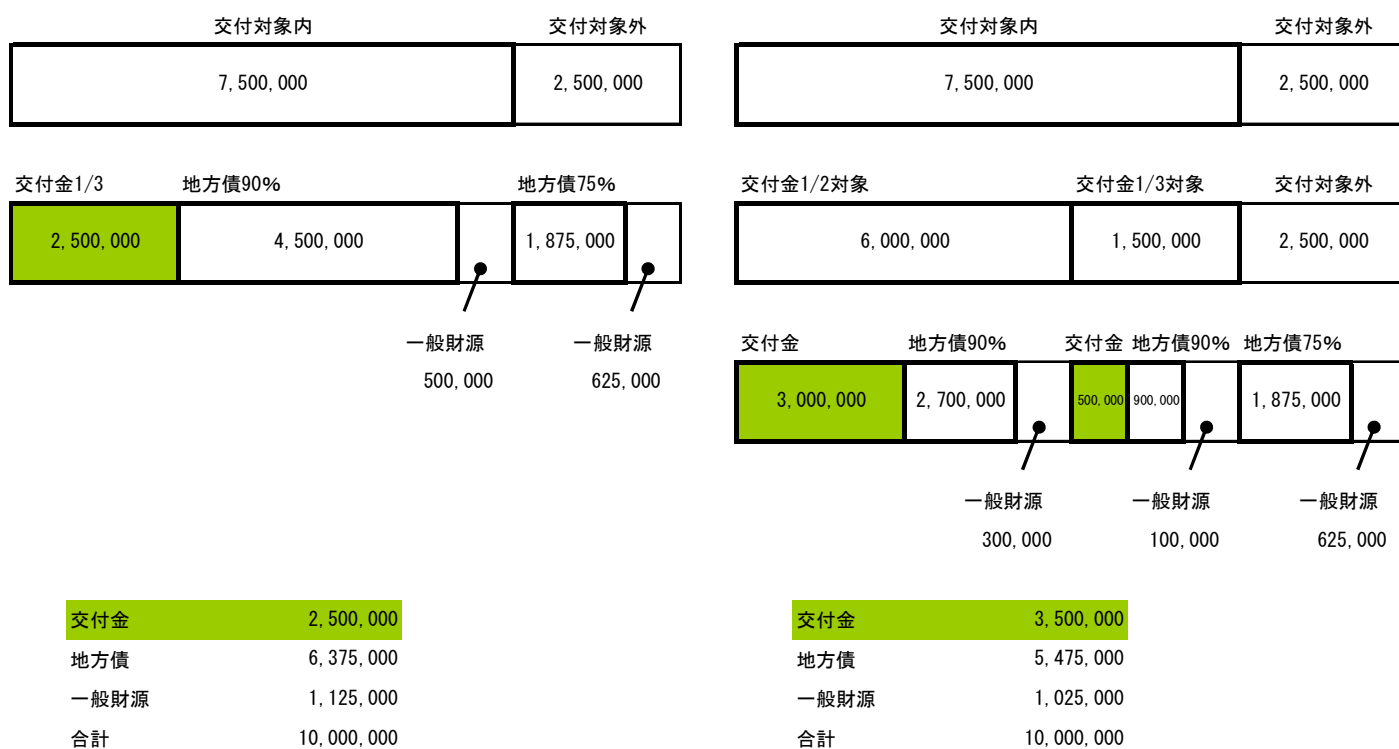 交付対象内 交付対象外
7,500,000 2,500,000
交付金1/3 地方債90% 地方債75%
2,500,000 4,500,000 1,875,000
一般財源 一般財源
500,000 625,000
交付金 2,500,000
地方債 6,375,000
一般財源 1,125,000
合計 10,000,000
交付対象内 交付対象外
7,500,000 2,500,000
交付金1/2対象 交付金1/3対象 交付対象外
6,000,000 1,500,000 2,500,000
交付金 地方債90% 交付金 地方債90% 地方債75%
3,000,000 2,700,000 500,000 900,000 1,875,000
一般財源 一般財源 一般財源
300,000 100,000 625,000
交付金 3,500,000
地方債 5,475,000
一般財源 1,025,000
合計 10,000,000